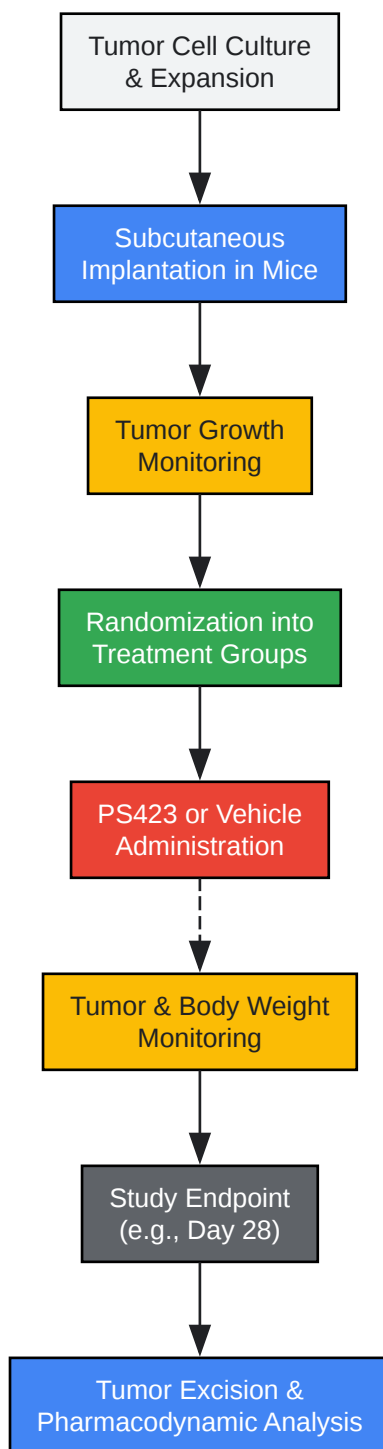 Tumor Cell Culture
& Expansion
Subcutaneous
Implantation in Mice
Tumor Growth
Monitoring
Randomization into
Treatment Groups
PS423 or Vehicle
Administration
Tumor & Body Weight
Monitoring
Study Endpoint
(e.g., Day 28)
Tumor Excision &
Pharmacodynamic Analysis